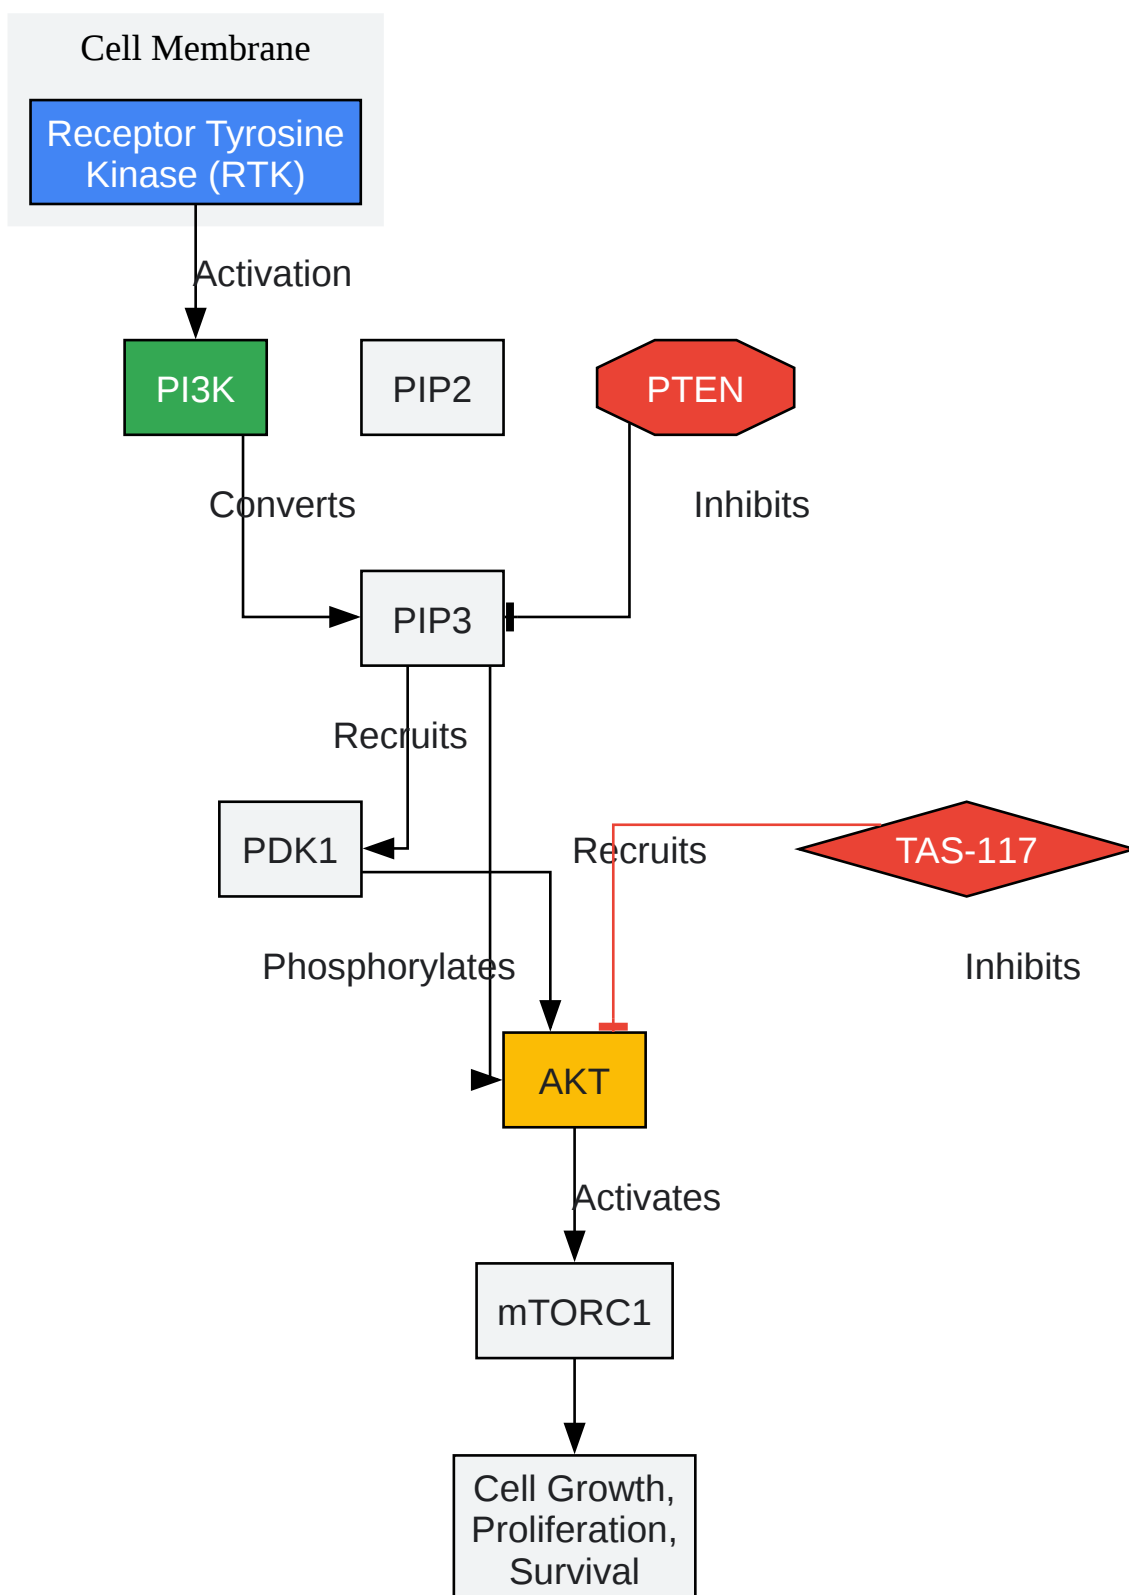 Cell Membrane
Receptor Tyrosine
Kinase (RTK)
Activation
PI3K
PIP2
PTEN
Converts
Inhibits
PIP3
Recruits
PDK1
Recruits
TAS-117
Phosphorylates
Inhibits
AKT
Activates
mTORC1
Cell Growth,
Proliferation,
Survival